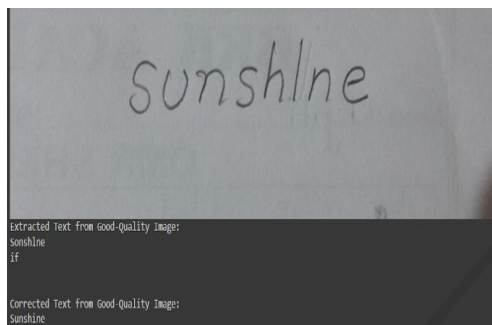 sunshlne
Extracted Text from Good-Quality Image:
Sonshlne
if
Corrected Text from Good-Quality Image:
Sunshine